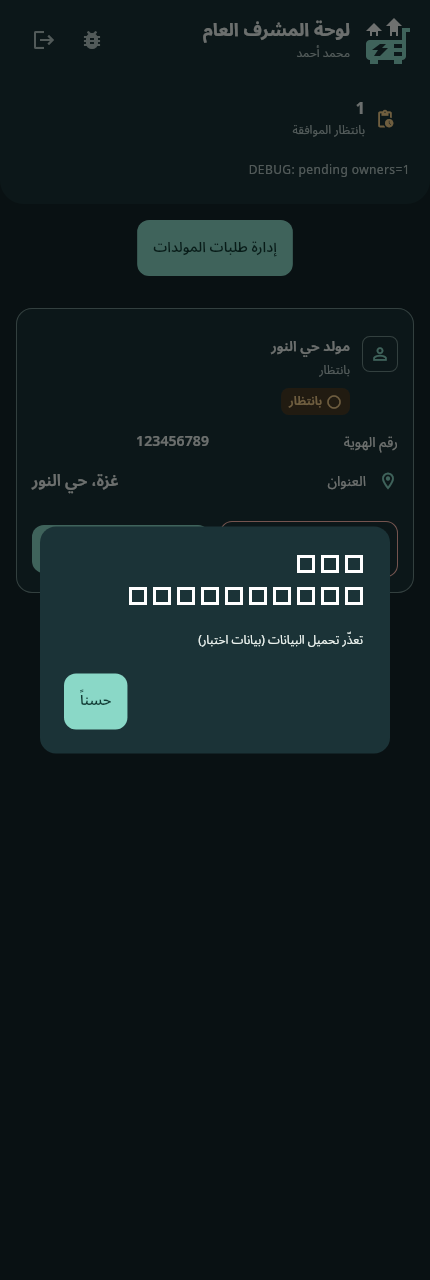 لوحة المشرف العام
محمد أحمد
1
بانتظار الموافقة
DEBUG: pending owners=1
إدارة طلبات المولدات
مولد حي النور
بانتظار
بانتظار
رقم الهوية 123456789
العنوان غزة، حي النور
تعذّر تحميل البيانات (بيانات اختبار)
حسناً